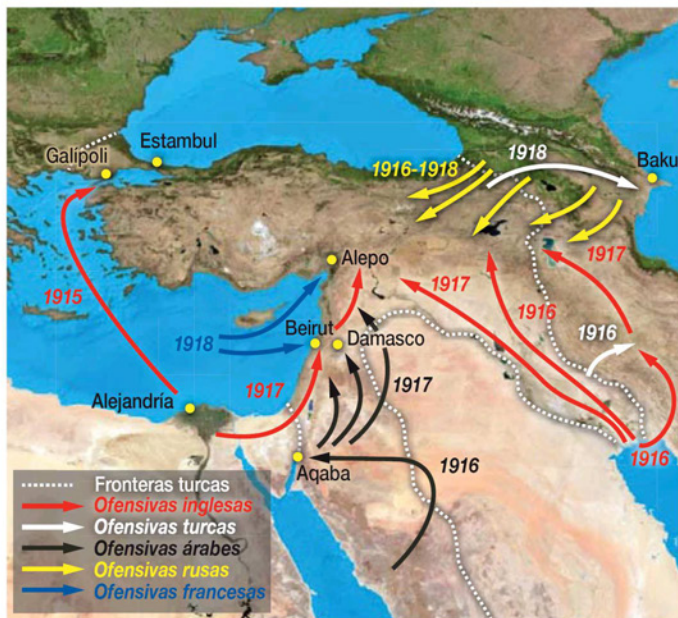 Galípoli
Estambul
1916-1918
1918
Baku
1915
Alepo
1917
1917
1916
1918
Beirut
Damasco
1916
1917
1917
Alejandría
1916
1916
Aqaba
Fronteras turcas
Ofensivas inglesas
Ofensivas turcas
Ofensivas árabes
Ofensivas rusas
Ofensivas francesas